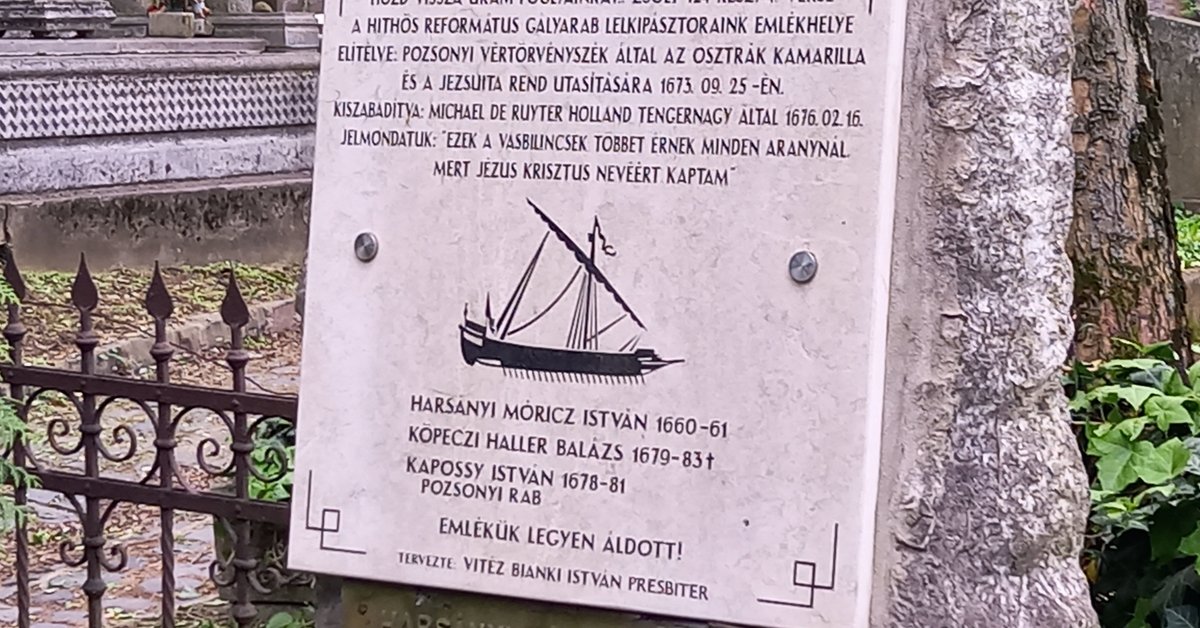 A HITHŐS REFORMÁTUS GÁLYARAB LELKIPÁSZTORAINK EMLÉKHELYE
ELÍTÉLVE: POZSONYI VÉRTÖRVÉNYSZÉK ÁLTAL AZ OSZTRÁK KAMARILLA
ÉS A JEZSUITA REND UTASÍTÁSÁRA 1673. 09. 25-ÉN.
KISZABADÍTVA: MICHAEL DE RUYTER HOLLAND TENGERNAGY ÁLTAL 1676. 02. 16.
JELMONDATUK: "EZEK A VASBILINCSEK TÖBBET ÉRNEK MINDEN ARANYNÁL,
MERT JÉZUS KRISZTUS NEVÉÉRT KAPTAM"
HARSÁNYI MÓRICZ ISTVÁN 1660-61
KÖPECZI HALLER BALÁZS 1679-83†
KAPOSSY ISTVÁN 1678-81
POZSONYI RAB
EMLÉKÜK LEGYEN ÁLDOTT!
TERVEZTE: VITÉZ BIANKI ISTVÁN PRESBITER